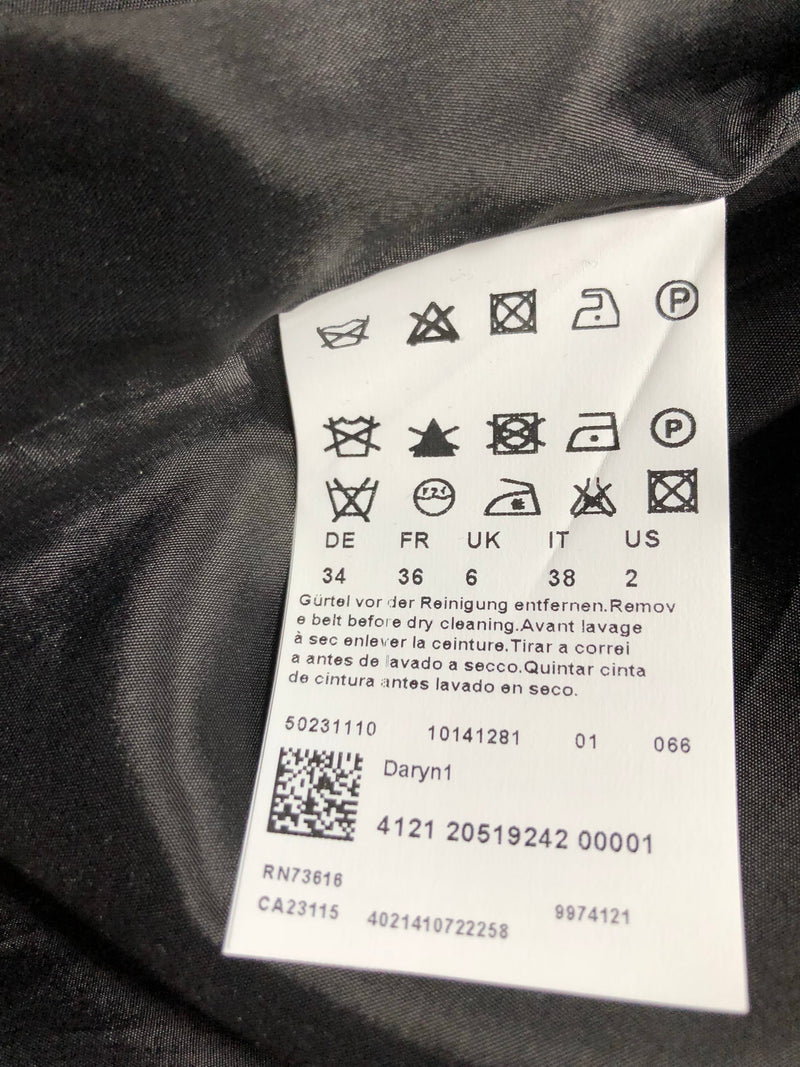 P
P
DE FR UK IT US
34 36 6 38 2
Gürtel vor der Reinigung entfernen.Remov
e belt before dry cleaning.Avant lavage
à sec enlever la ceinture.Tirar a correi
a antes de lavado a secco.Quintar cinta
de cintura antes lavado en seco.
50231110 10141281 01 066
Daryn1
4121 20519242 00001
RN73616
CA23115 4021410722258 9974121